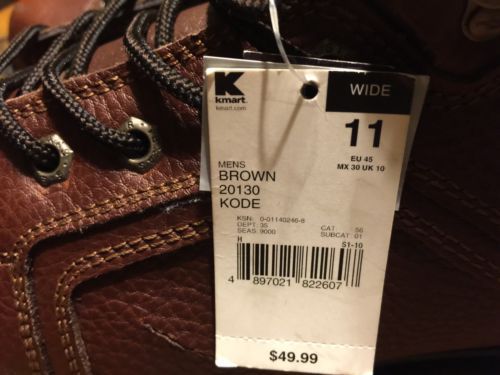 K
kmart.
kmart.com
WIDE
11
EU 45
MX 30 UK 10
MENS
BROWN
20130
KODE
KSN: 0-01140246-8
DEPT: 35 CAT 56
SEAS. 9000 SUBCAT: 01
H S1-10
4 897021 822607
$49.99